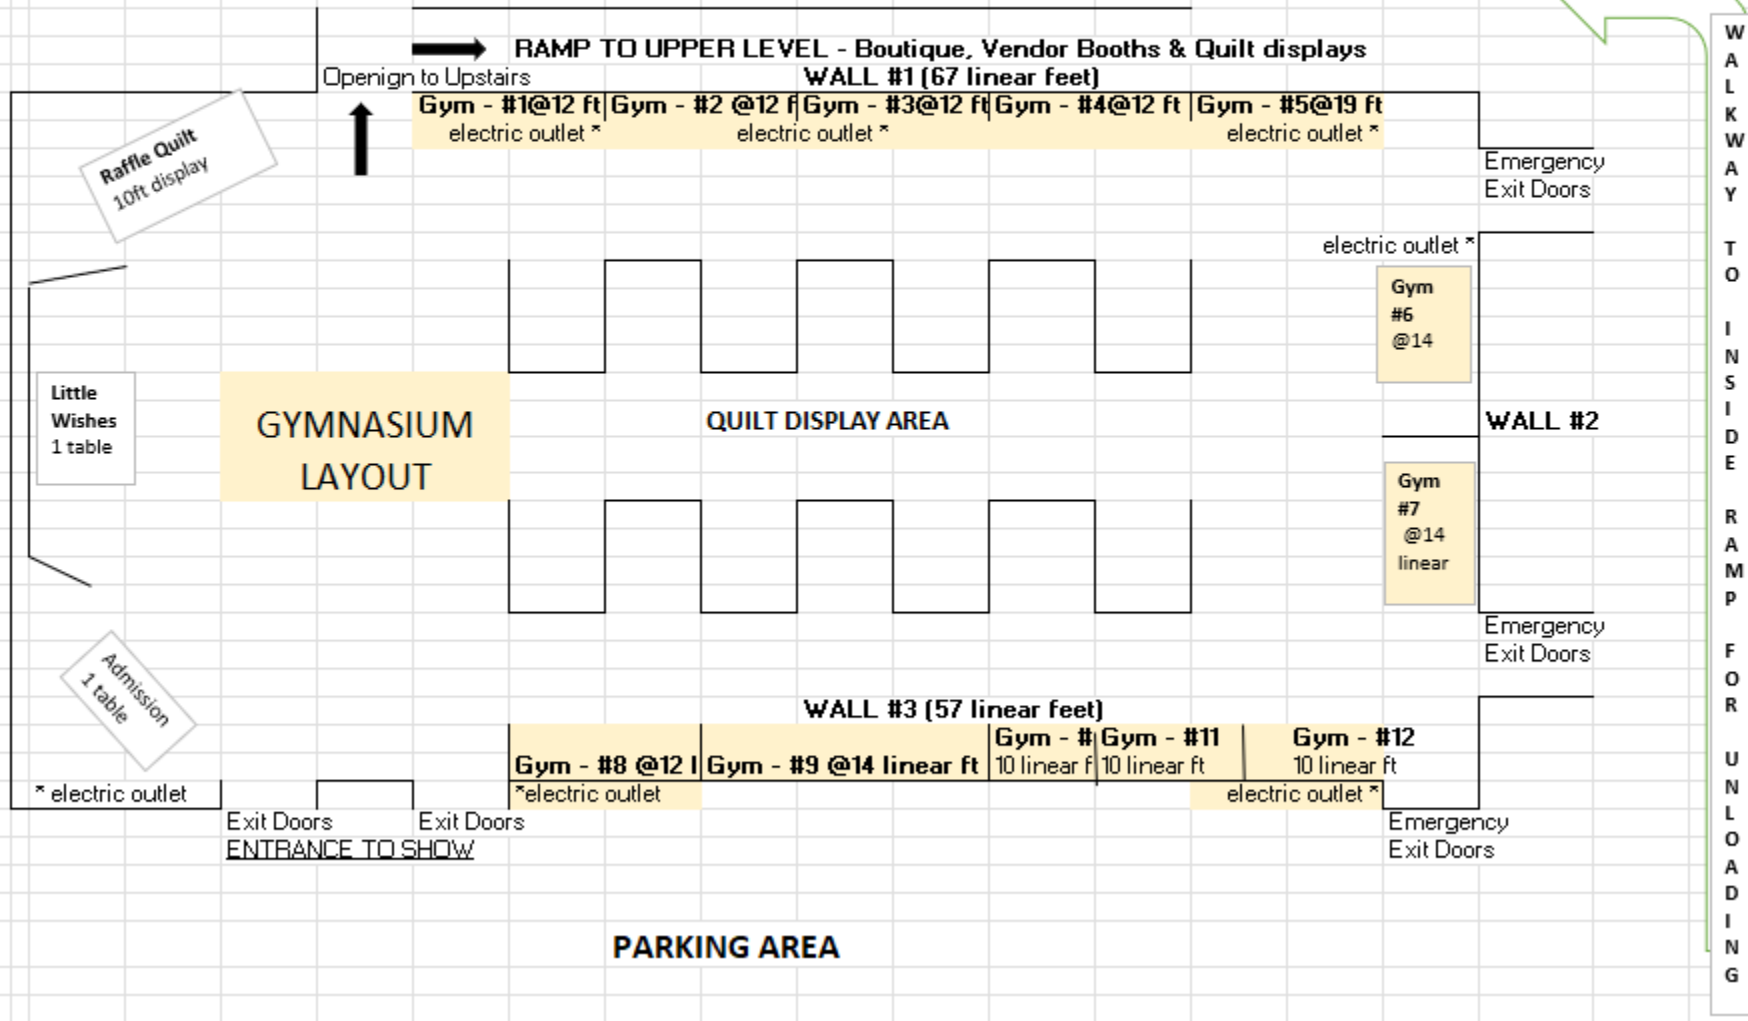 RAMP TO UPPER LEVEL - Boutique, Vendor Booths & Quilt displays
Openign to Upstairs
WALL #1 (67 linear feet)
Gym - #1@12 ft
Gym - #2 @12 f
Gym - #3@12 ft
Gym - #4@12 ft
Gym - #5@19 ft
electric outlet *
electric outlet *
electric outlet *
Raffle Quilt
10ft display
Emergency
Exit Doors
electric outlet *
Gym
#6
@14
Little
Wishes
1 table
GYMNASIUM
LAYOUT
QUILT DISPLAY AREA
WALL #2
Gym
#7
@14
linear
Emergency
Exit Doors
Admission
1 table
WALL #3 (57 linear feet)
Gym - #8 @12 l
Gym - #9 @14 linear ft
Gym - #
10 linear f
Gym - #11
10 linear ft
Gym - #12
10 linear ft
* electric outlet
*electric outlet
electric outlet *
Exit Doors
Exit Doors
ENTRANCE TO SHOW
Emergency
Exit Doors
PARKING AREA
WALKWAY TO INSIDE RAMP FOR UNLOADING